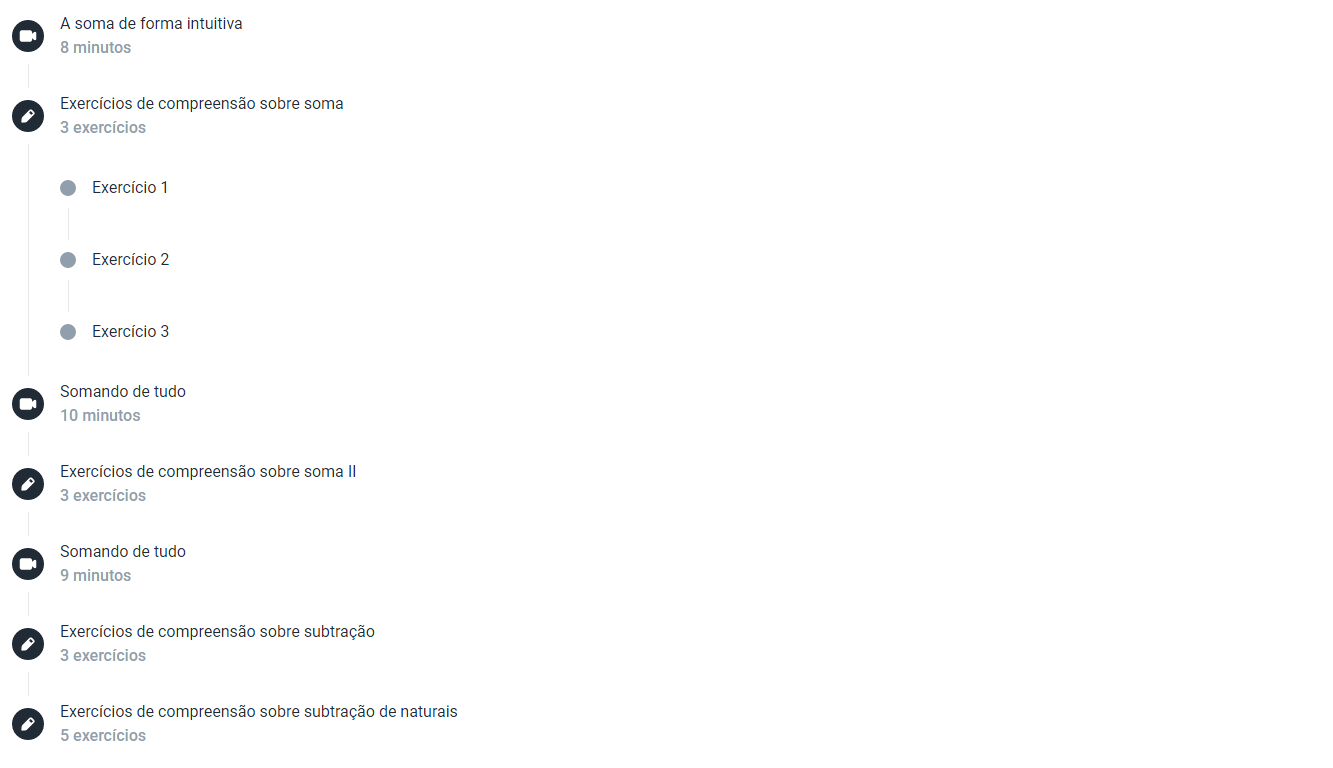 A soma de forma intuitiva
8 minutos
Exercícios de compreensão sobre soma
3 exercícios
Exercício 1
Exercício 2
Exercício 3
Somando de tudo
10 minutos
Exercícios de compreensão sobre soma II
3 exercícios
Somando de tudo
9 minutos
Exercícios de compreensão sobre subtração
3 exercícios
Exercícios de compreensão sobre subtração de naturais
5 exercícios